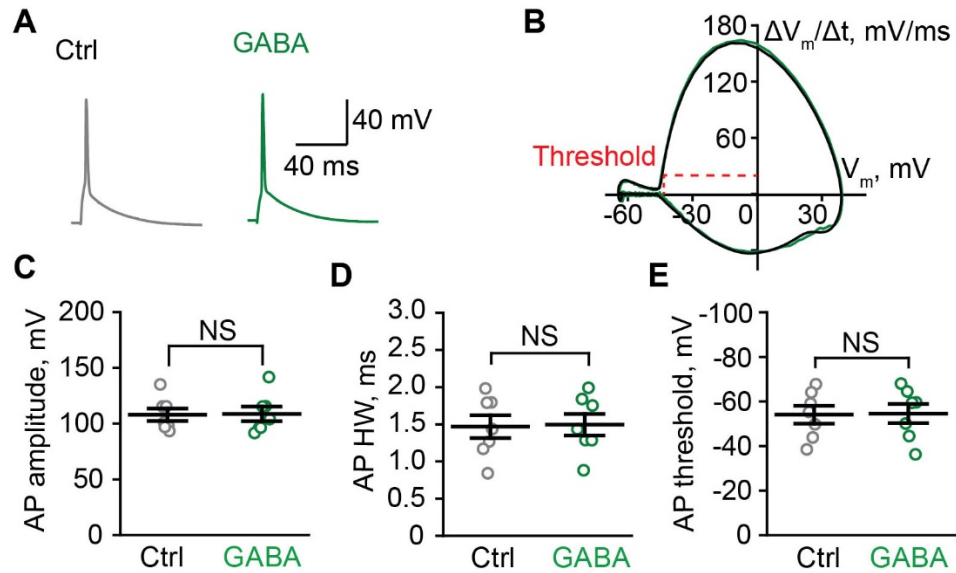 A
Ctrl
GABA
40 mV
40 ms
B
180
ΔVm/Δt, mV/ms
120
60
Threshold
Vm, mV
-60
-30
0
30
C
AP amplitude, mV
200
150
100
50
0
NS
Ctrl
GABA
D
AP HW, ms
3.0
2.5
2.0
1.5
1.0
0.5
0
NS
Ctrl
GABA
E
AP threshold, mV
-100
-80
-60
-40
-20
0
NS
Ctrl
GABA